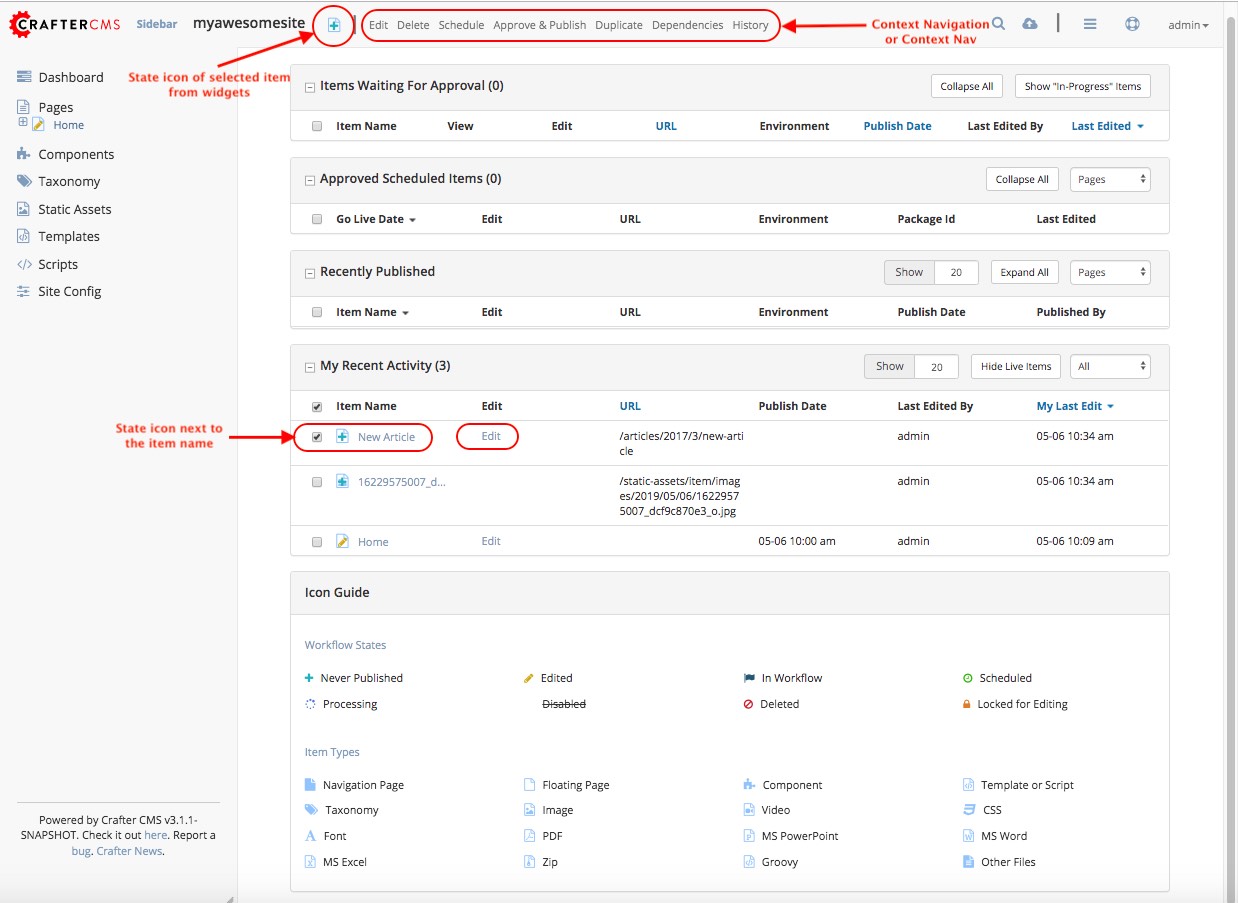 CRAFTERCMS Sidebar myawesomesite Edit Delete Schedule Approve & Publish Duplicate Dependencies History admin
Context Navigation
or Context Nav
State icon of selected item
from widgets
Dashboard
Pages
Home
Components
Taxonomy
Static Assets
Templates
Scripts
Site Config
Items Waiting For Approval (0) Collapse All Show "In-Progress" Items
Item Name View Edit URL Environment Publish Date Last Edited By Last Edited
Approved Scheduled Items (0) Collapse All Pages
Go Live Date Edit URL Environment Package Id Last Edited
Recently Published Show 20 Expand All Pages
Item Name Edit URL Environment Publish Date Published By
My Recent Activity (3) Show 20 Hide Live Items All
Item Name Edit URL Publish Date Last Edited By My Last Edit
State icon next to
the item name
New Article Edit /articles/2017/3/new-arti admin 05-06 10:34 am
cle
16229575007_d... /static-assets/item/imag admin 05-06 10:34 am
es/2019/05/06/1622957
5007_dcf9c870e3_o.jpg
Home Edit 05-06 10:00 am admin 05-06 10:09 am
Icon Guide
Workflow States
Never Published Edited In Workflow Scheduled
Processing Disabled Deleted Locked for Editing
Item Types
Navigation Page Floating Page Component Template or Script
Taxonomy Image Video CSS
Font PDF MS PowerPoint MS Word
MS Excel Zip Groovy Other Files
Powered by Crafter CMS v3.1.1-
SNAPSHOT. Check it out here. Report a
bug. Crafter News.